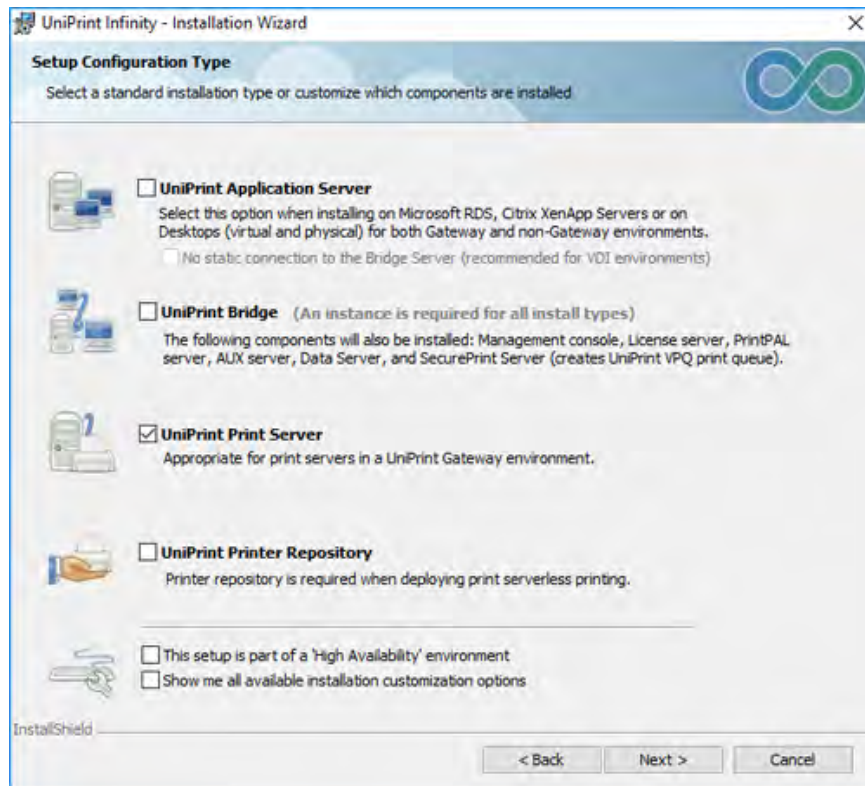 UniPrint Infinity - Installation Wizard
Setup Configuration Type
Select a standard installation type or customize which components are installed
UniPrint Application Server
Select this option when installing on Microsoft RDS, Citrix XenApp Servers or on
Desktops (virtual and physical) for both Gateway and non-Gateway environments.
No static connection to the Bridge Server (recommended for VDI environments)
UniPrint Bridge (An instance is required for all install types)
The following components will also be installed: Management console, License server, PrintPAL
server, AUX server, Data Server, and SecurePrint Server (creates UniPrint VPQ print queue).
UniPrint Print Server
Appropriate for print servers in a UniPrint Gateway environment.
UniPrint Printer Repository
Printer repository is required when deploying print serverless printing.
This setup is part of a 'High Availability' environment
Show me all available installation customization options
InstallShield
< Back Next > Cancel